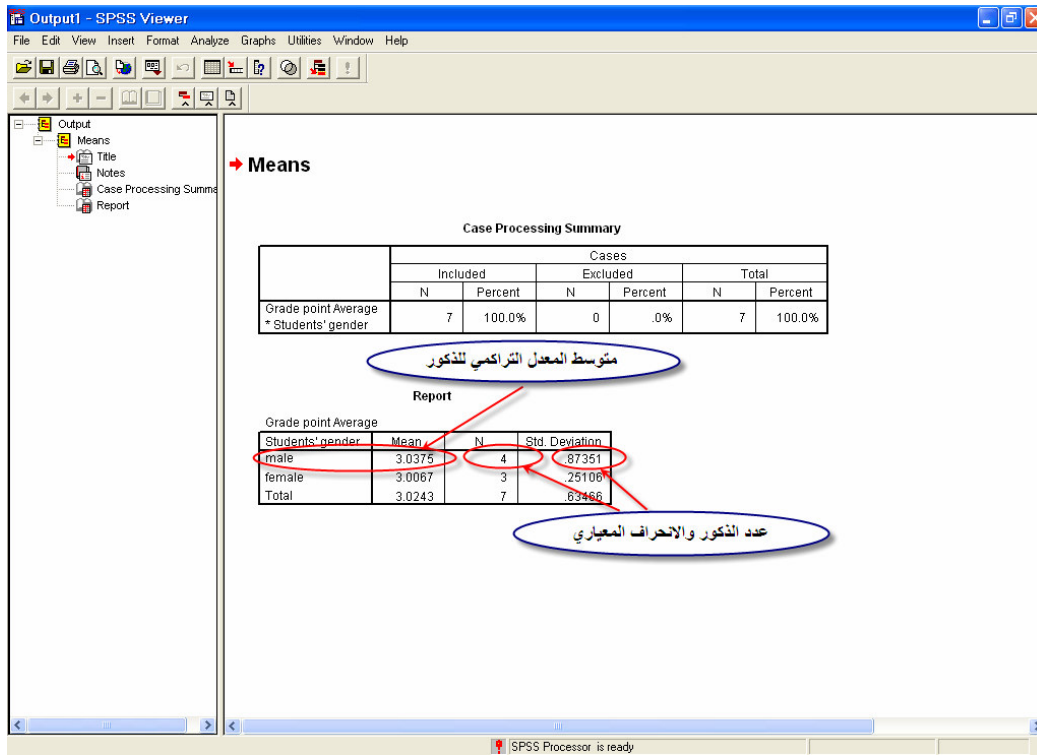 Output1 - SPSS Viewer
File Edit View Insert Format Analyze Graphs Utilities Window Help
Output
Means
Title
Notes
Case Processing Summa
Report
Means
Case Processing Summary
Cases
Included Excluded Total
N Percent N Percent N Percent
Grade point Average
* Students' gender 7 100.0% 0 .0% 7 100.0%
متوسط المعدل التراكمي للذكور
Report
Grade point Average
Students' gender Mean N Std. Deviation
male 3.0375 4 .87351
female 3.0067 3 .25106
Total 3.0243 7 .63466
عدد الذكور والانحراف المعياري
SPSS Processor is ready